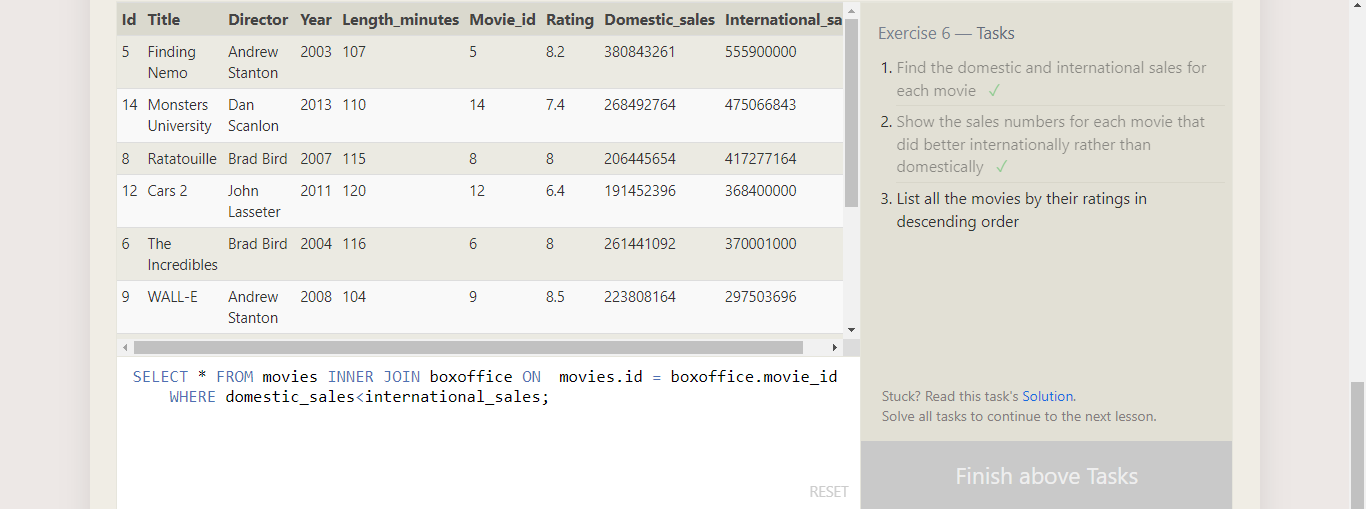 Id Title Director Year Length_minutes Movie_id Rating Domestic_sales International_sa
5 Finding Andrew 2003 107 5 8.2 380843261 555900000
Nemo Stanton
14 Monsters Dan 2013 110 14 7.4 268492764 475066843
University Scanlon
8 Ratatouille Brad Bird 2007 115 8 8 206445654 417277164
12 Cars 2 John 2011 120 12 6.4 191452396 368400000
Lasseter
6 The Brad Bird 2004 116 6 8 261441092 370001000
Incredibles
9 WALL-E Andrew 2008 104 9 8.5 223808164 297503696
Stanton
SELECT * FROM movies INNER JOIN boxoffice ON  movies.id = boxoffice.movie_id
WHERE domestic_sales<international_sales;
RESET
Exercise 6 — Tasks
1. Find the domestic and international sales for
each movie ✓
2. Show the sales numbers for each movie that
did better internationally rather than
domestically ✓
3. List all the movies by their ratings in
descending order
Stuck? Read this task's Solution.
Solve all tasks to continue to the next lesson.
Finish above Tasks